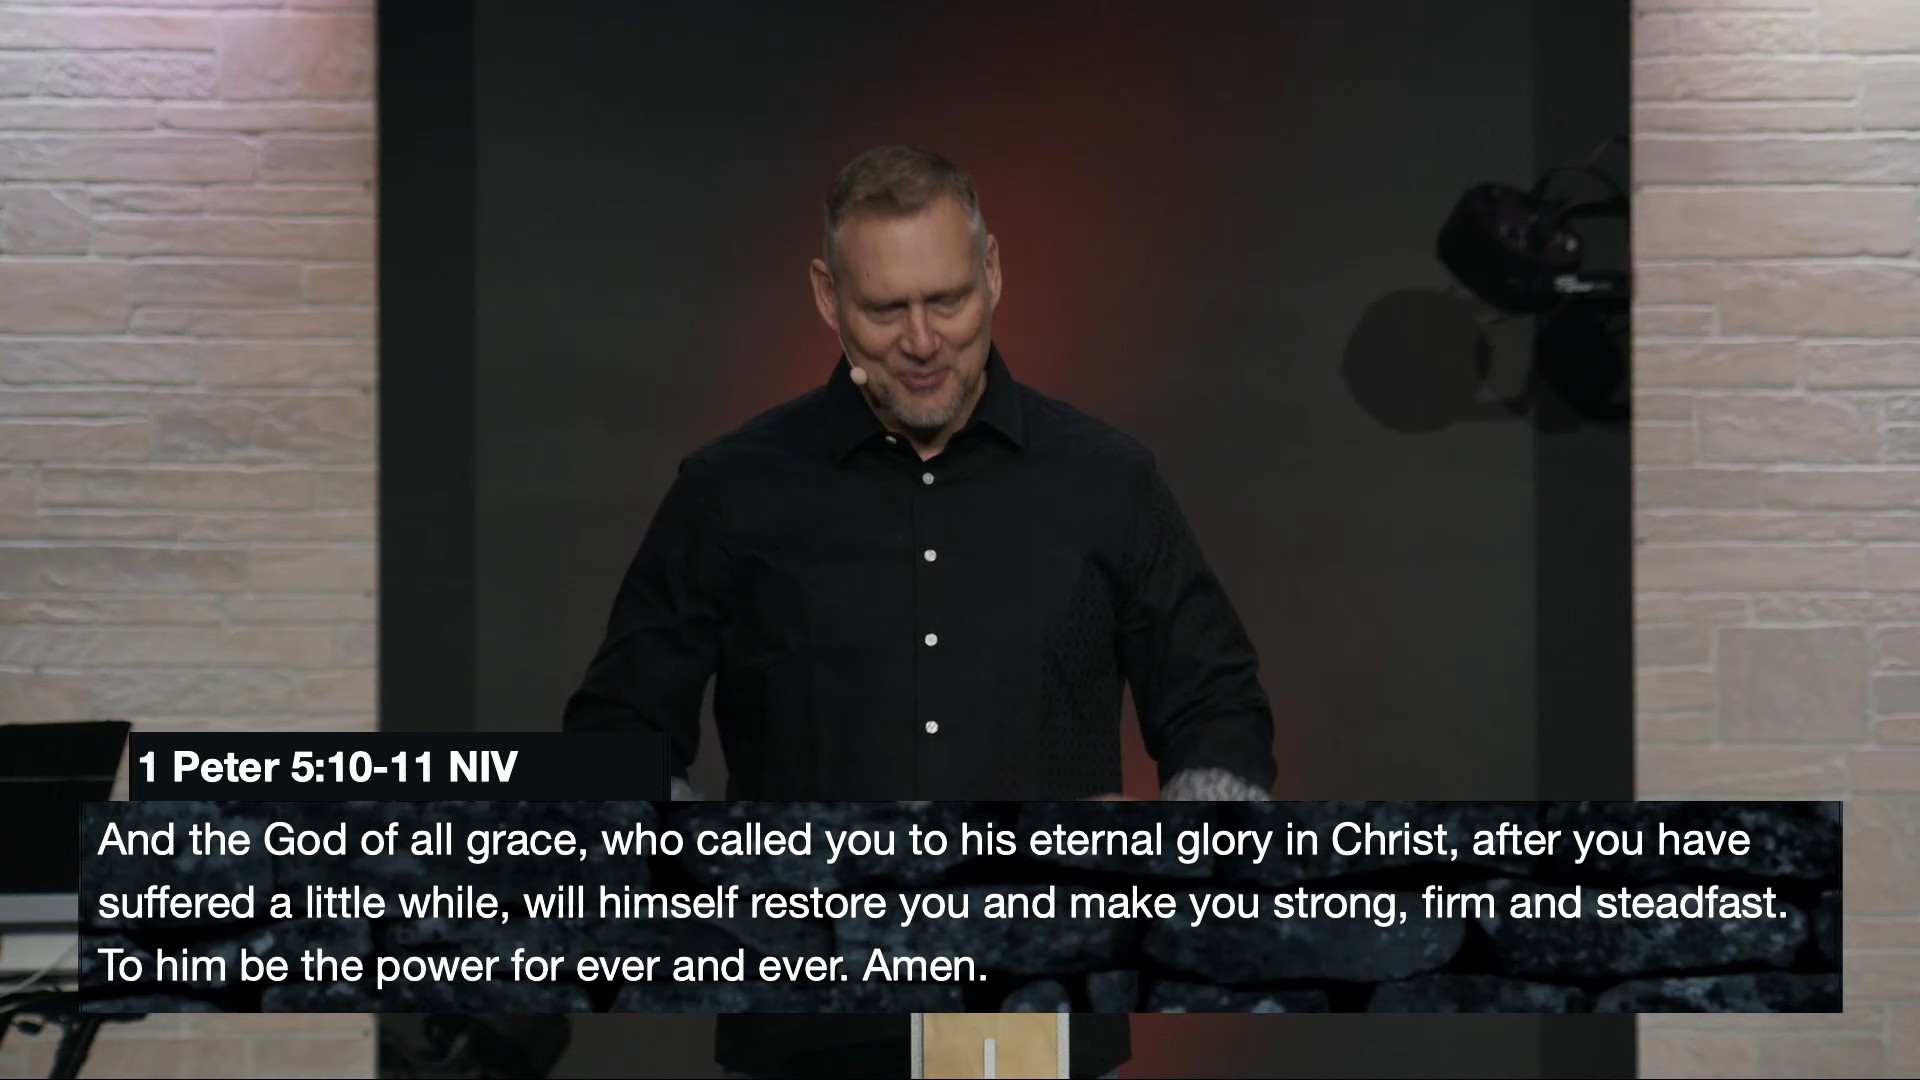 1 Peter 5:10-11 NIV
And the God of all grace, who called you to his eternal glory in Christ, after you have
suffered a little while, will himself restore you and make you strong, firm and steadfast.
To him be the power for ever and ever. Amen.